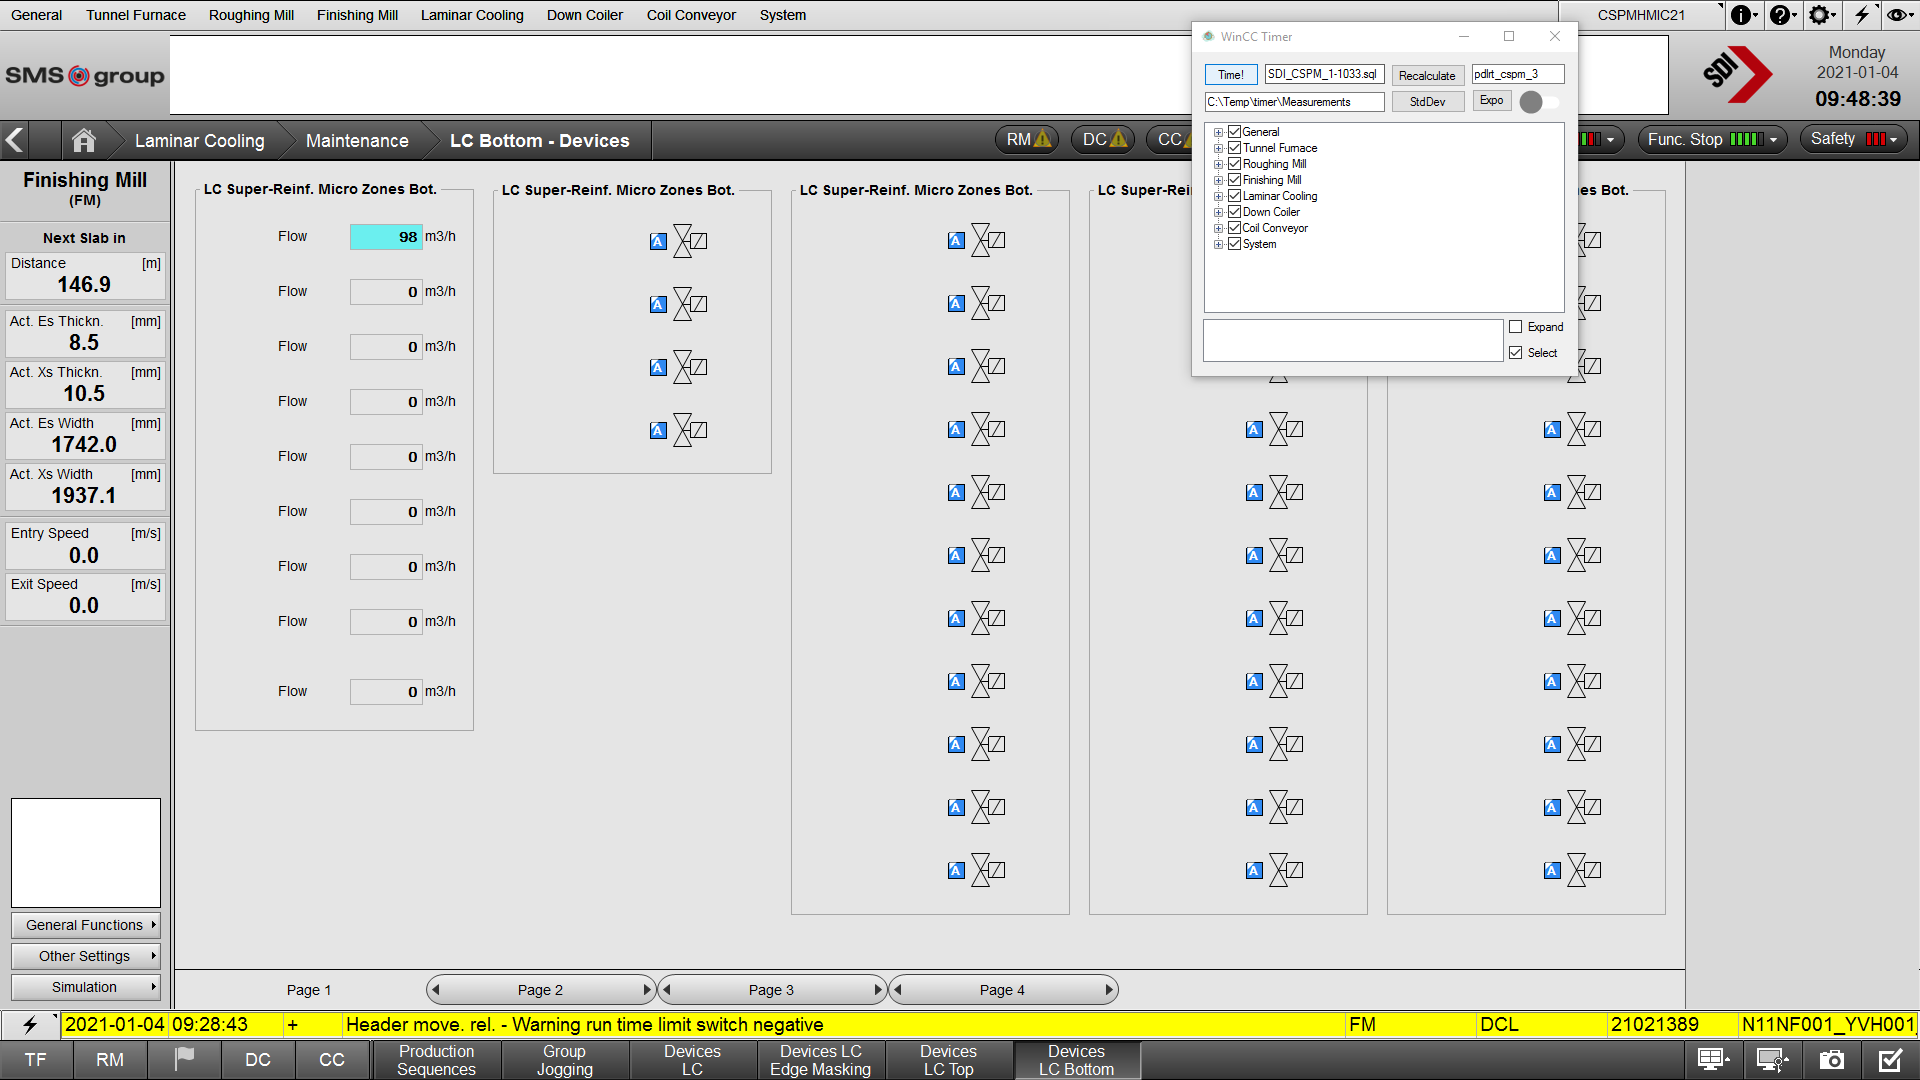 General Tunnel Furnace Roughing Mill Finishing Mill Laminar Cooling Down Coiler Coil Conveyor System CSPMHMIC21
SMS group
SDI
Monday
2021-01-04
09:48:39
Laminar Cooling Maintenance LC Bottom - Devices RM DC CC Func. Stop Safety
WinCC Timer
Time! SDI_CSPM_1-1033.sql Recalculate pdlrt_cspm_3
C:\Temp\timer\Measurements StdDev Expo
General
Tunnel Furnace
Roughing Mill
Finishing Mill
Laminar Cooling
Down Coiler
Coil Conveyor
System
Expand
Select
Finishing Mill
(FM)
Next Slab in
Distance [m]
146.9
Act. Es Thickn. [mm]
8.5
Act. Xs Thickn. [mm]
10.5
Act. Es Width [mm]
1742.0
Act. Xs Width [mm]
1937.1
Entry Speed [m/s]
0.0
Exit Speed [m/s]
0.0
General Functions
Other Settings
Simulation
LC Super-Reinf. Micro Zones Bot.
Flow 98 m3/h
Flow 0 m3/h
Flow 0 m3/h
Flow 0 m3/h
Flow 0 m3/h
Flow 0 m3/h
Flow 0 m3/h
Flow 0 m3/h
Flow 0 m3/h
LC Super-Reinf. Micro Zones Bot.
A
A
A
A
LC Super-Reinf. Micro Zones Bot.
A
A
A
A
A
A
A
A
A
A
A
LC Super-Rei
A
A
A
A
A
A
A
A
es Bot.
A
A
A
A
A
A
A
A
Page 1 Page 2 Page 3 Page 4
2021-01-04 09:28:43 + Header move. rel. - Warning run time limit switch negative FM DCL 21021389 N11NF001_YVH001
TF RM DC CC
Production Sequences
Group Jogging
Devices LC
Devices LC Edge Masking
Devices LC Top
Devices LC Bottom